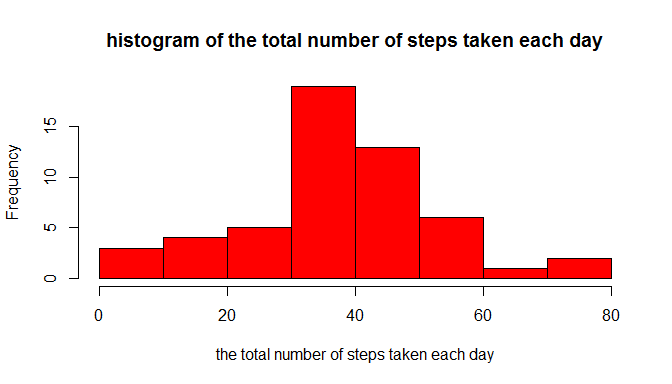 histogram of the total number of steps taken each day
Frequency
15
10
5
0
0 20 40 60 80
the total number of steps taken each day